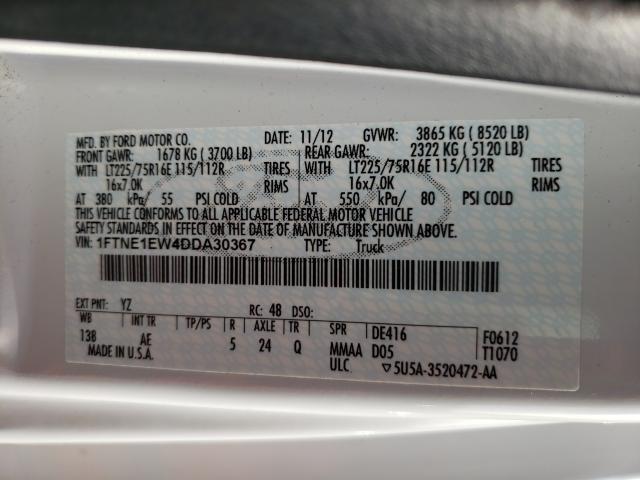 MFD. BY FORD MOTOR CO. DATE: 11/12 GVWR: 3865 KG ( 8520 LB)
FRONT GAWR: 1678 KG ( 3700 LB) REAR GAWR: 2322 KG ( 5120 LB)
WITH LT225/75R16E 115/112R TIRES WITH LT225/75R16E 115/112R TIRES
16x7.0K RIMS 16x7.0K RIMS
AT 380 kPa/ 55 PSI COLD AT 550 kPa/ 80 PSI COLD
THIS VEHICLE CONFORMS TO ALL APPLICABLE FEDERAL MOTOR VEHICLE
SAFETY STANDARDS IN EFFECT ON THE DATE OF MANUFACTURE SHOWN ABOVE.
VIN: 1FTNE1EW4DDA30367 TYPE: Truck
EXT PNT: YZ RC: 48 DSO:
WB INT TR TP/PS R AXLE TR SPR DE416 F0612
138 AE 5 24 Q MMAA D05 T1070
MADE IN U.S.A. ULC ▽5U5A-3520472-AA